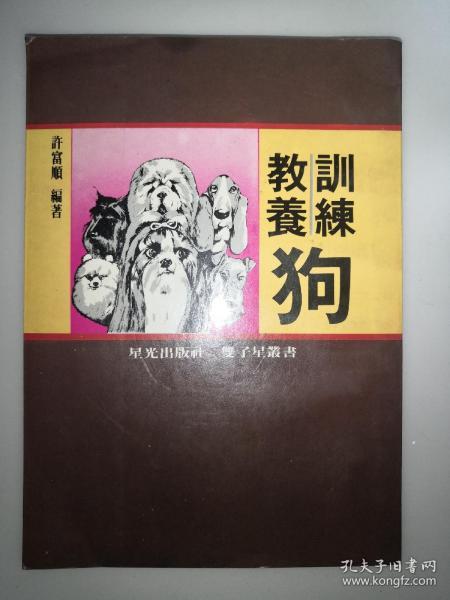 訓練
教養
狗
許富順 編著
星光出版社 雙子星叢書
孔夫子旧书网
www.kongfz.com